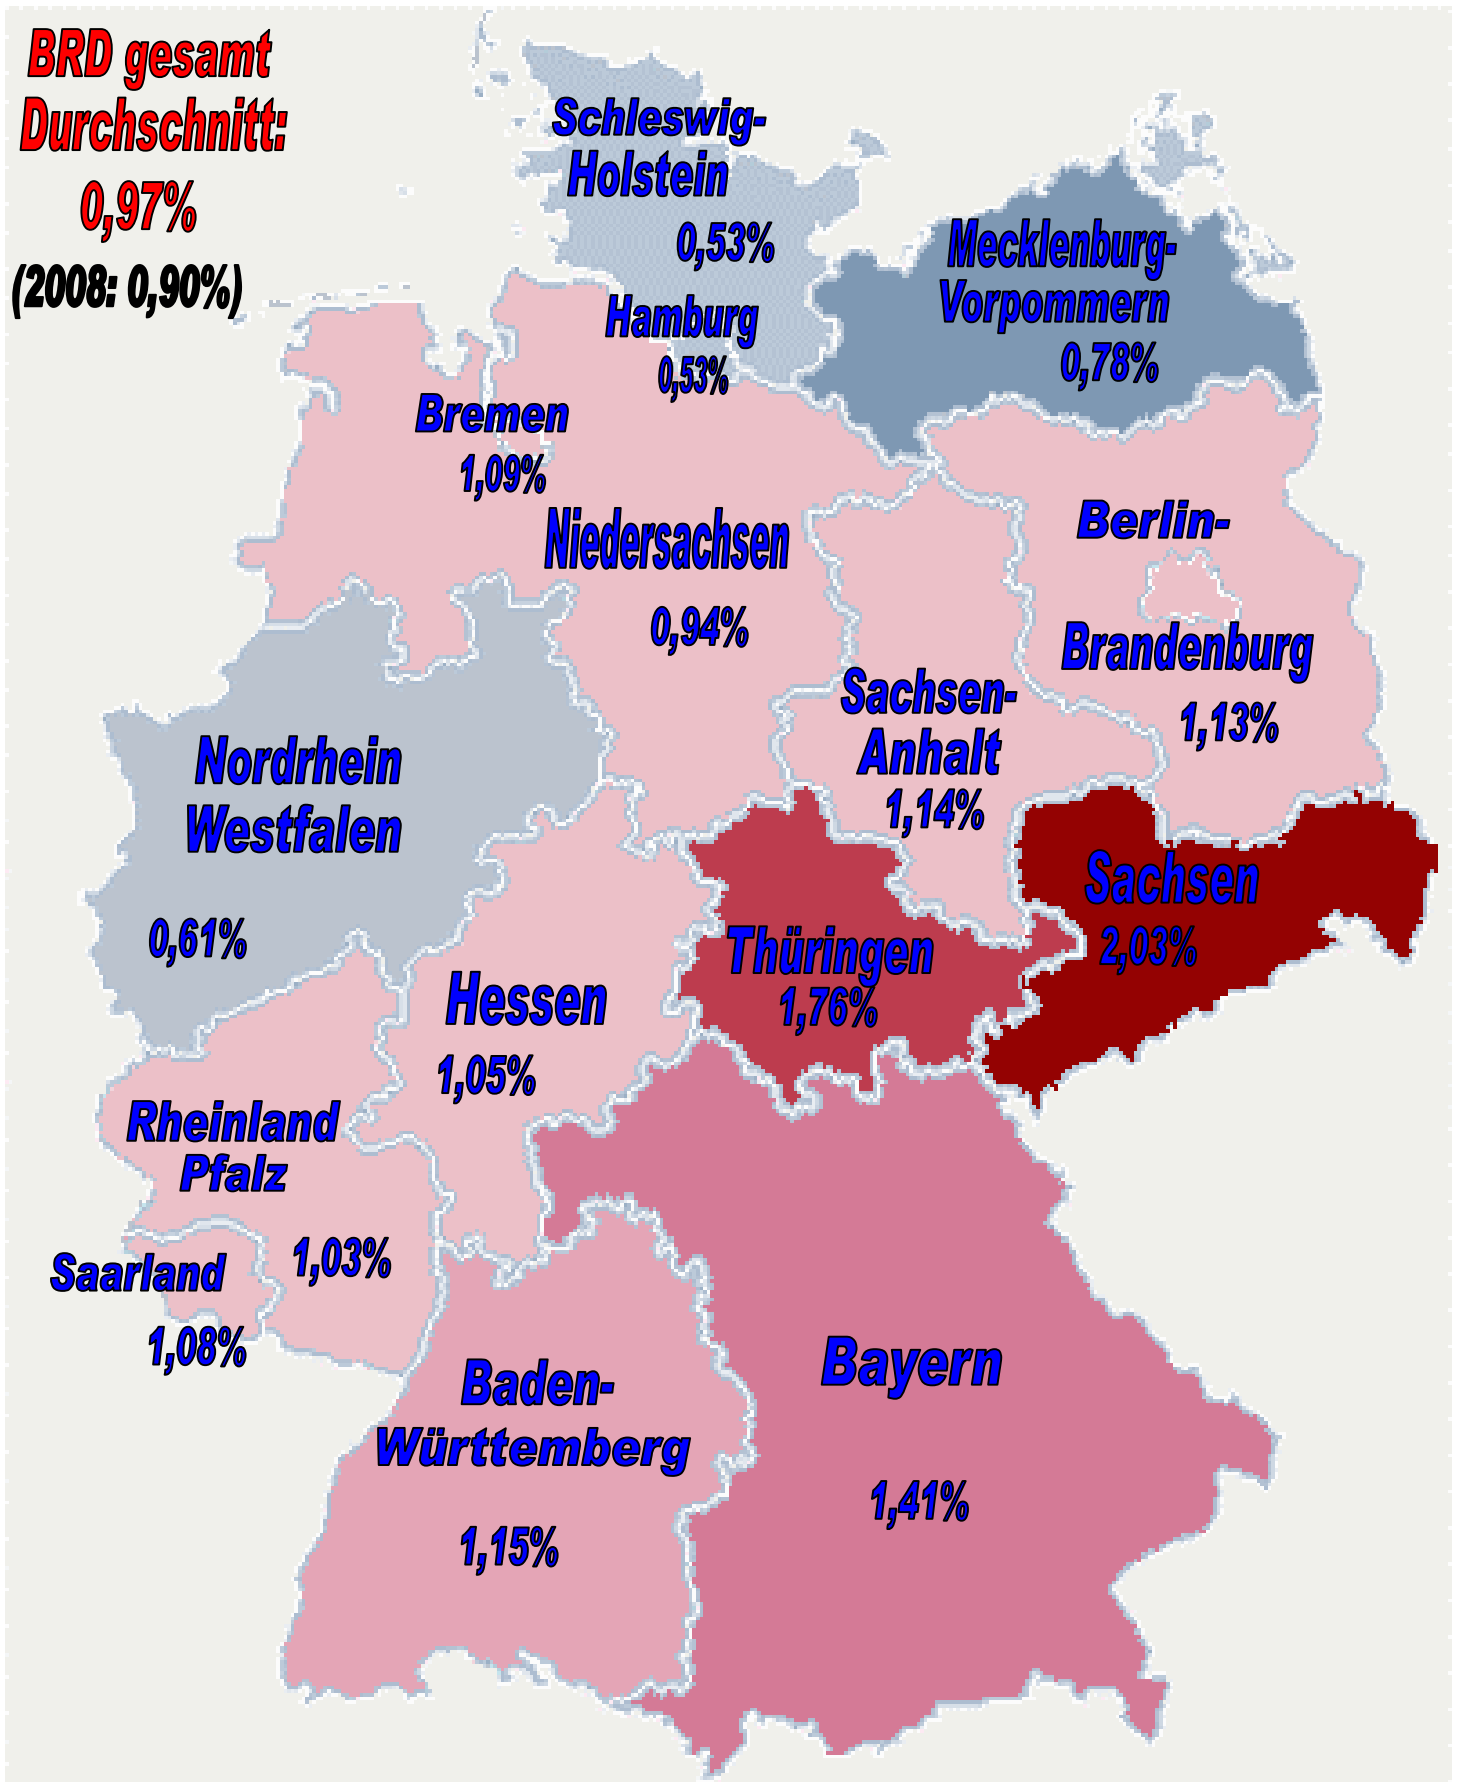 BRD gesamt
Durchschnitt:
0,97%
(2008: 0,90%)
Schleswig-
Holstein
0,53%
Hamburg
0,53%
Mecklenburg-
Vorpommern
0,78%
Bremen
1,09%
Niedersachsen
0,94%
Berlin-
Brandenburg
1,13%
Sachsen-
Anhalt
1,14%
Nordrhein
Westfalen
0,61%
Sachsen
2,03%
Thüringen
1,76%
Hessen
1,05%
Rheinland
Pfalz
1,03%
Saarland
1,08%
Baden-
Württemberg
1,15%
Bayern
1,41%